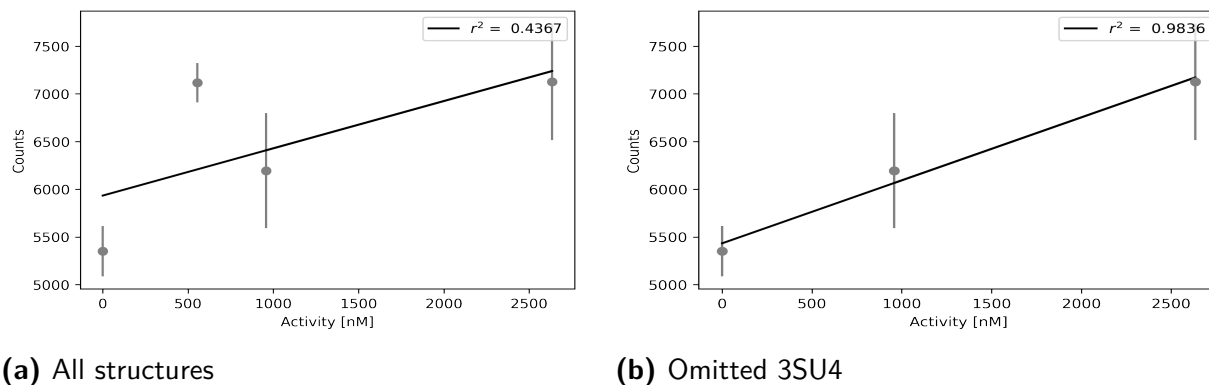 r² = 0.4367
7500
7000
6500
6000
5500
5000
Counts
0 500 1000 1500 2000 2500
Activity [nM]
(a) All structures
r² = 0.9836
7500
7000
6500
6000
5500
5000
Counts
0 500 1000 1500 2000 2500
Activity [nM]
(b) Omitted 3SU4